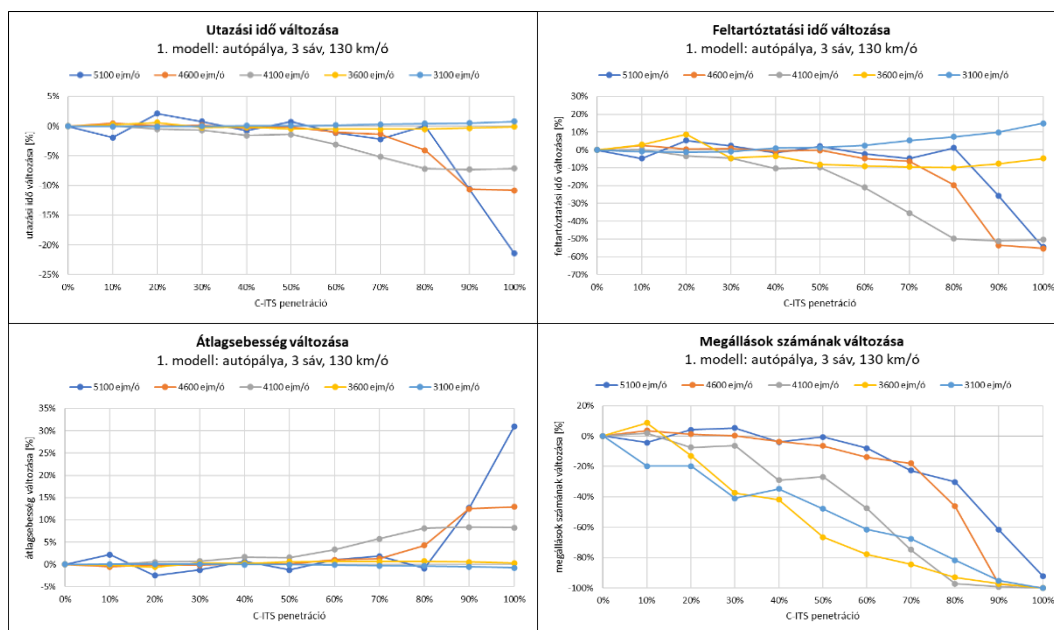 Utazási idő változása
1. modell: autópálya, 3 sáv, 130 km/ó
5100 ejm/ó 4600 ejm/ó 4100 ejm/ó 3600 ejm/ó 3100 ejm/ó
utazási idő változása [%]
5%
0%
-5%
-10%
-15%
-20%
-25%
0% 10% 20% 30% 40% 50% 60% 70% 80% 90% 100%
C-ITS penetráció
Feltartóztatási idő változása
1. modell: autópálya, 3 sáv, 130 km/ó
5100 ejm/ó 4600 ejm/ó 4100 ejm/ó 3600 ejm/ó 3100 ejm/ó
feltartóztatási idő változása [%]
30%
20%
10%
0%
-10%
-20%
-30%
-40%
-50%
-60%
-70%
0% 10% 20% 30% 40% 50% 60% 70% 80% 90% 100%
C-ITS penetráció
Átlagsebesség változása
1. modell: autópálya, 3 sáv, 130 km/ó
5100 ejm/ó 4600 ejm/ó 4100 ejm/ó 3600 ejm/ó 3100 ejm/ó
átlagsebesség változása [%]
35%
30%
25%
20%
15%
10%
5%
0%
-5%
0% 10% 20% 30% 40% 50% 60% 70% 80% 90% 100%
C-ITS penetráció
Megállások számának változása
1. modell: autópálya, 3 sáv, 130 km/ó
5100 ejm/ó 4600 ejm/ó 4100 ejm/ó 3600 ejm/ó 3100 ejm/ó
megállások számának változása [%]
20%
0%
-20%
-40%
-60%
-80%
-100%
0% 10% 20% 30% 40% 50% 60% 70% 80% 90% 100%
C-ITS penetráció